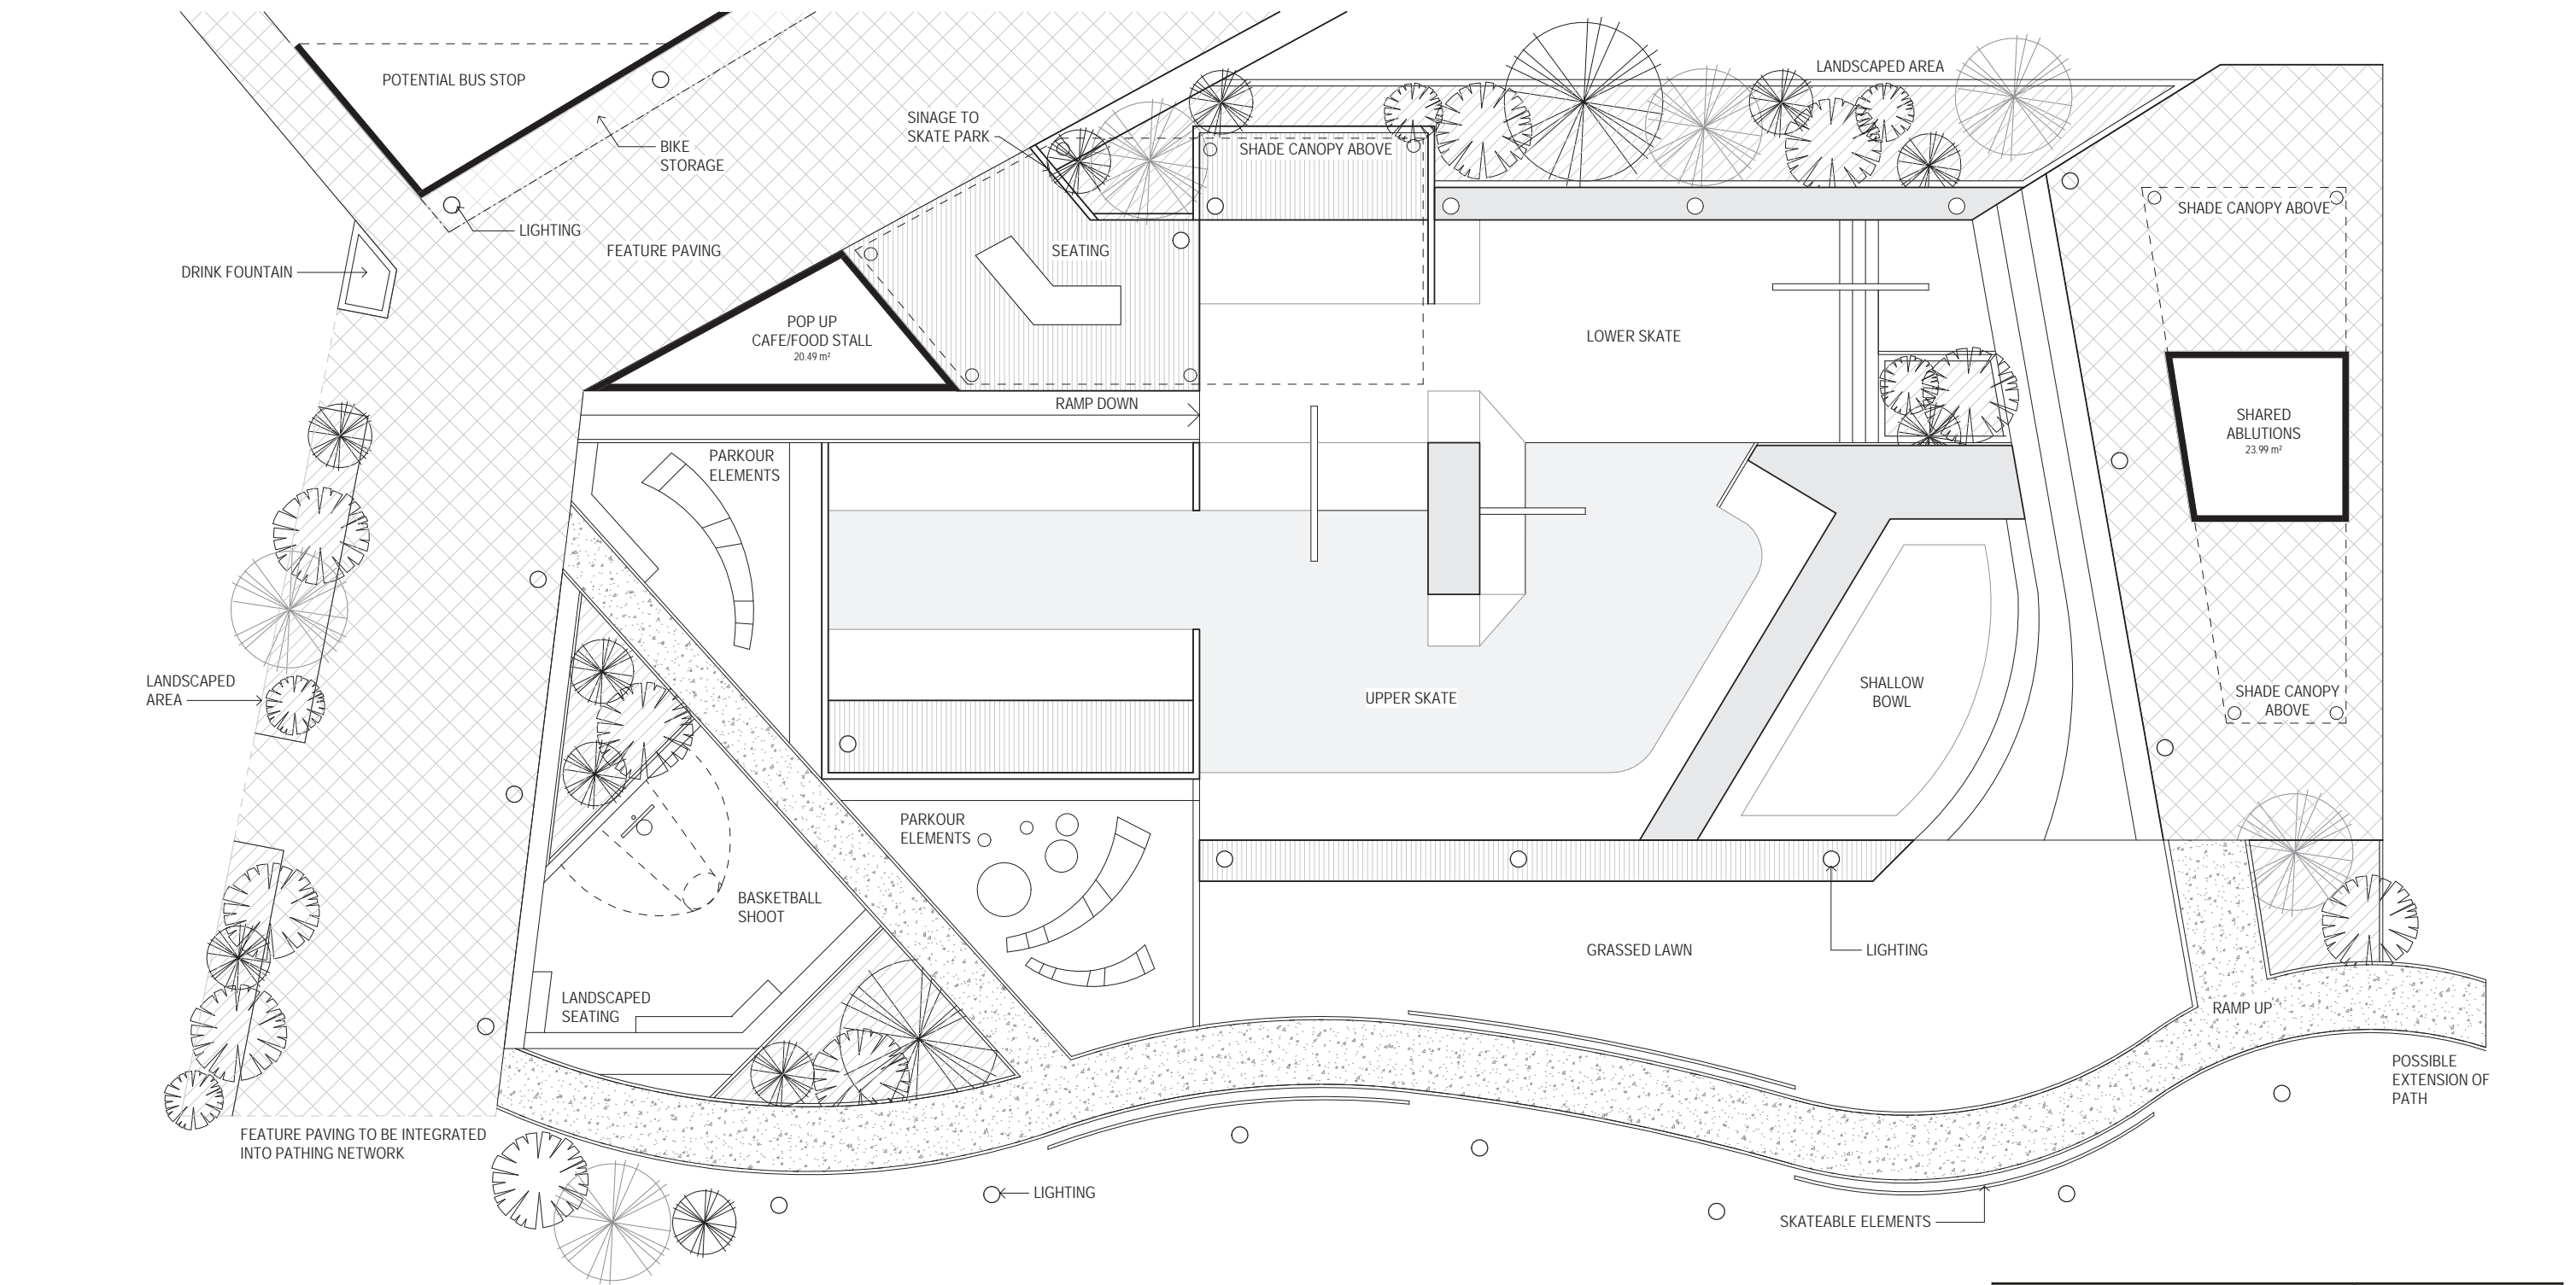 LANDSCAPED AREA
POTENTIAL BUS STOP
SINAGE TO
SKATE PARK
BIKE
STORAGE
SHADE CANOPY ABOVE
SHADE CANOPY ABOVE
LIGHTING
FEATURE PAVING
SEATING
DRINK FOUNTAIN
POP UP
CAFE/FOOD STALL
20.49 m²
LOWER SKATE
RAMP DOWN
SHARED
ABLUTIONS
23.99 m²
PARKOUR
ELEMENTS
LANDSCAPED
AREA
UPPER SKATE
SHALLOW
BOWL
SHADE CANOPY
ABOVE
PARKOUR
ELEMENTS
BASKETBALL
SHOOT
GRASSED LAWN
LIGHTING
LANDSCAPED
SEATING
RAMP UP
POSSIBLE
EXTENSION OF
PATH
FEATURE PAVING TO BE INTEGRATED
INTO PATHING NETWORK
LIGHTING
SKATEABLE ELEMENTS